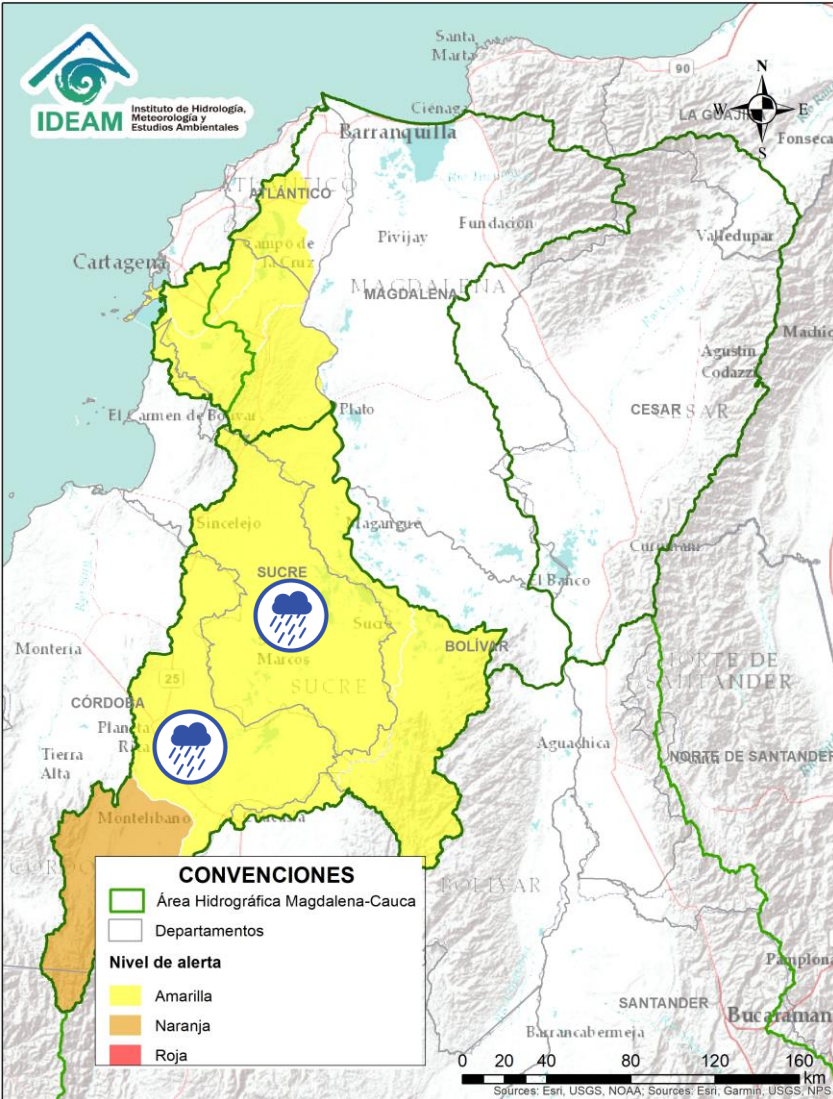 IDEAM
Instituto de Hidrología,
Meteorología y
Estudios Ambientales
Santa
Marta
90
N
W
E
S
LA GUAJIRA
Ciénaga
Barranquilla
Fonseca
ATLÁNTICO
ATLÁNTICO
Fundación
Pivijay
Valledupar
Campo de
la Cruz
Cartagena
MAGDALENA
MAGDALENA
Agustín
Codazzi
CESAR
CESAR
El Carmen de Bolívar
Plato
Sincelejo
Magangue
Curumaní
El Banco
SUCRE
Sucre
Montería
Marcos
BOLÍVAR
25
SUCRE
NORTE DE
SANTANDER
CÓRDOBA
Planeta
Rica
Tierra
Alta
Aguachica
NORTE DE SANTANDER
Montelíbano
BOLÍVAR
CONVENCIONES
Área Hidrográfica Magdalena-Cauca
Departamentos
Nivel de alerta
Amarilla
Naranja
Roja
Pamplona
SANTANDER
Bucaraman
Barrancabermeja
0 20 40 80 120 160
km
Sources: Esri, USGS, NOAA; Sources: Esri, Garmin, USGS, NPS